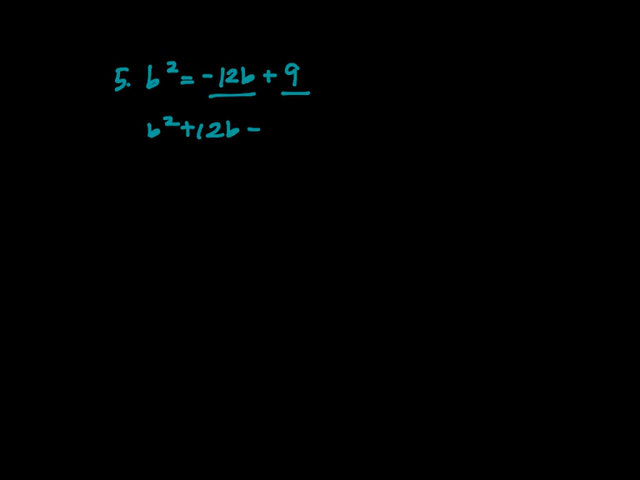 5. b² = -12b + 9
b² + 12b -